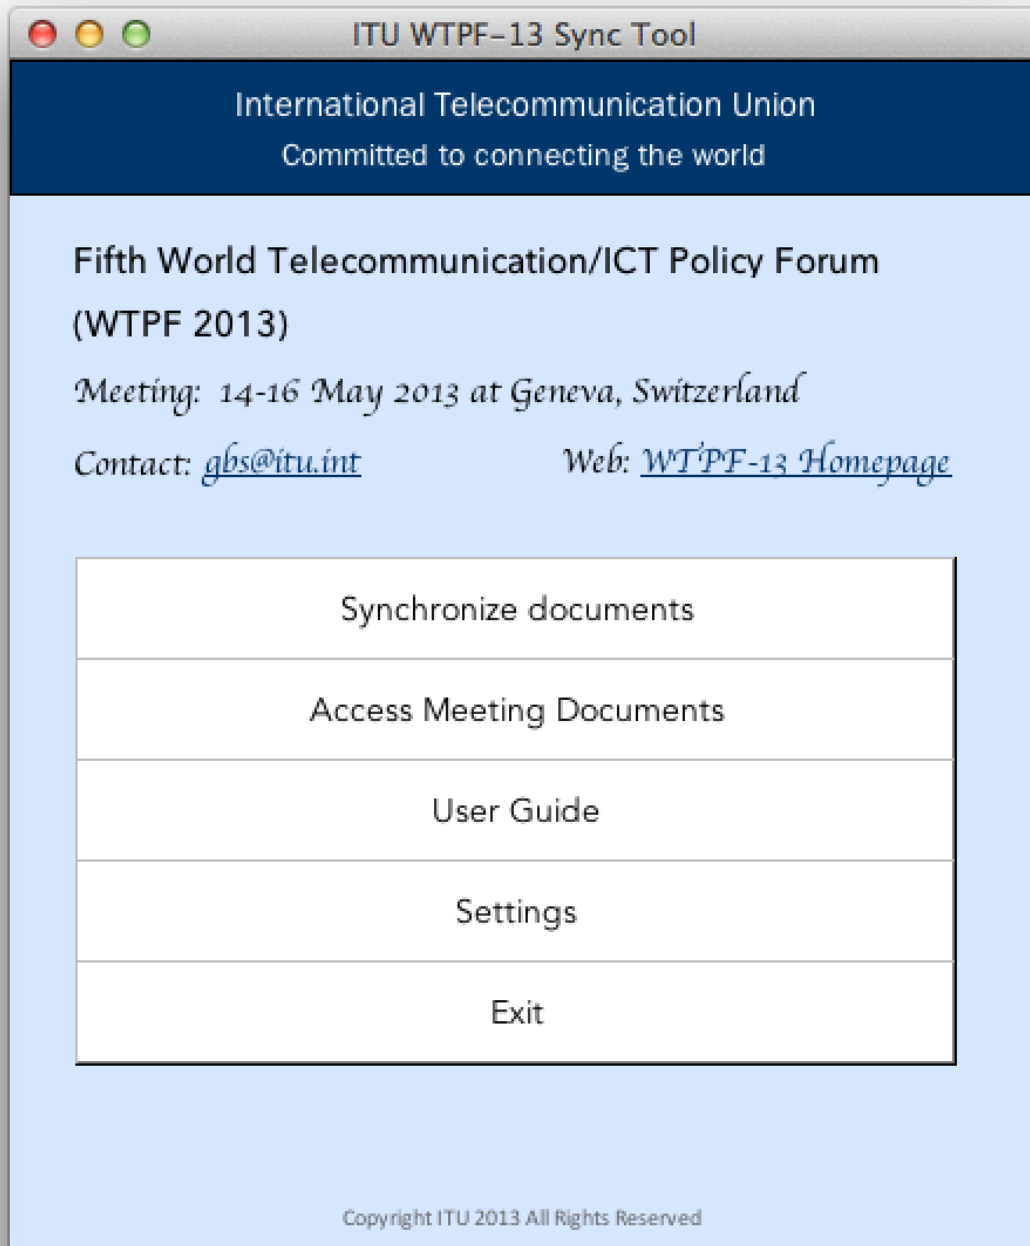 ITU WTPF-13 Sync Tool
International Telecommunication Union
Committed to connecting the world
Fifth World Telecommunication/ICT Policy Forum
(WTPF 2013)
Meeting: 14-16 May 2013 at Geneva, Switzerland
Contact: gbs@itu.int Web: WTPF-13 Homepage
Synchronize documents
Access Meeting Documents
User Guide
Settings
Exit
Copyright ITU 2013 All Rights Reserved